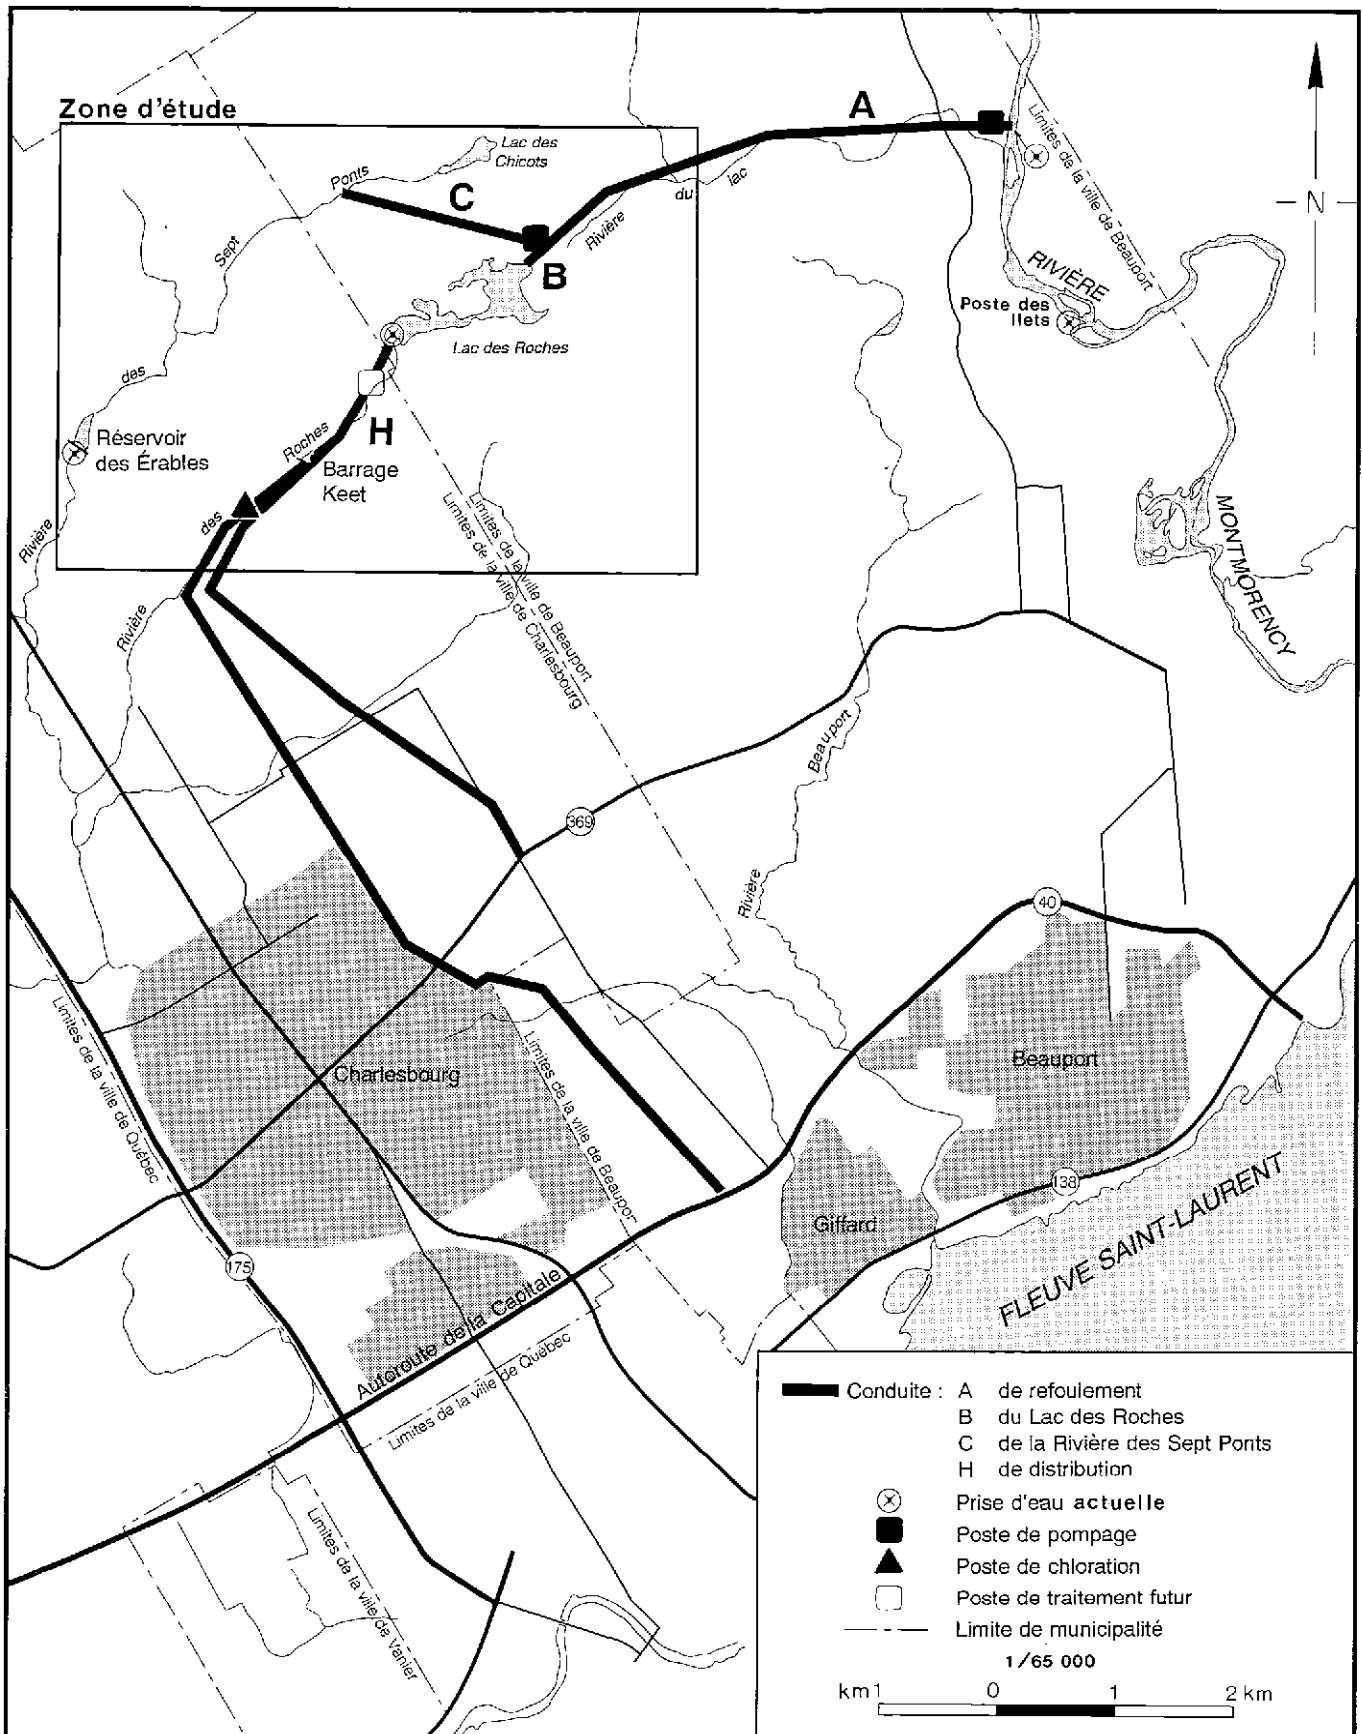 Zone d'étude
A
Lac des
Chicots
Ponts
C
du lac
Rivière
Sept
B
Limites de la ville de Beauport
N
RIVIÈRE
Poste des
Ilets
Lac des Roches
des
H
Réservoir
des Érables
Roches
Barrage
Keet
des
Rivière
Rivière
Limites de la ville de Beauport
Limites de la ville de Charlesbourg
MONTMORENCY
Beauport
369
Rivière
40
Limites de la ville de Québec
Charlesbourg
Limites de la ville de Beauport
Beauport
138
Giffard
FLEUVE SAINT-LAURENT
175
Autoroute de la Capitale
Limites de la ville de Québec
Limites de la ville de Vanier
Conduite : A de refoulement
B du Lac des Roches
C de la Rivière des Sept Ponts
H de distribution
Prise d'eau actuelle
Poste de pompage
Poste de chloration
Poste de traitement futur
Limite de municipalité
1/65 000
km 1 0 1 2 km